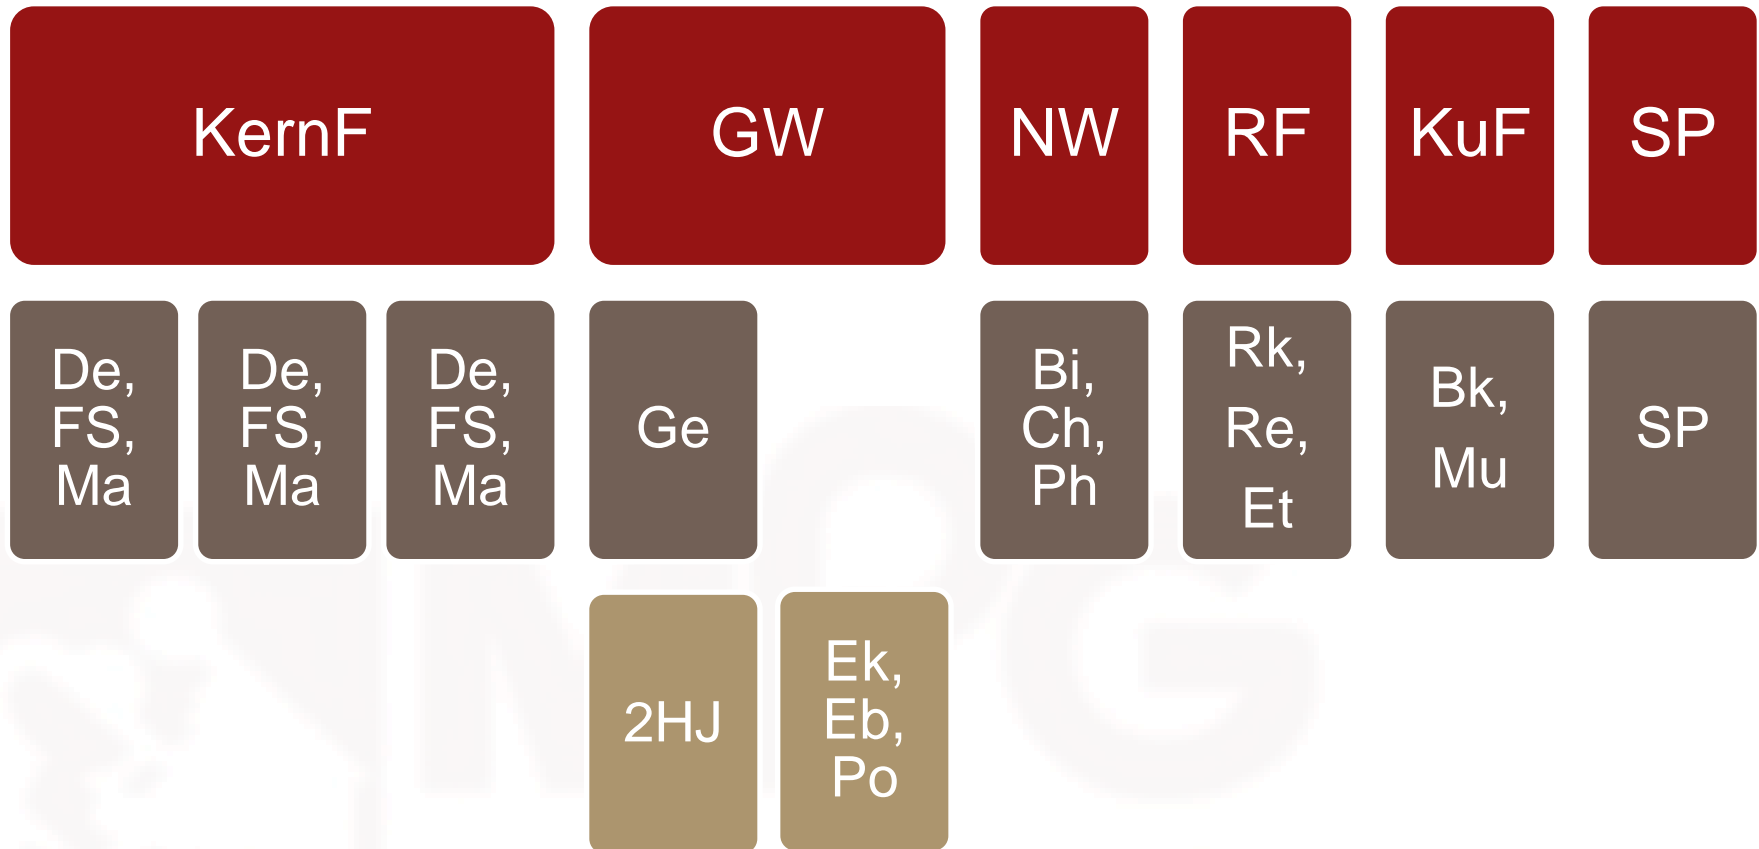 KernF
GW
NW
RF
KuF
SP
De,
FS,
Ma
De,
FS,
Ma
De,
FS,
Ma
Ge
Bi,
Ch,
Ph
Rk,
Re,
Et
Bk,
Mu
SP
2HJ
Ek,
Eb,
Po
MPG